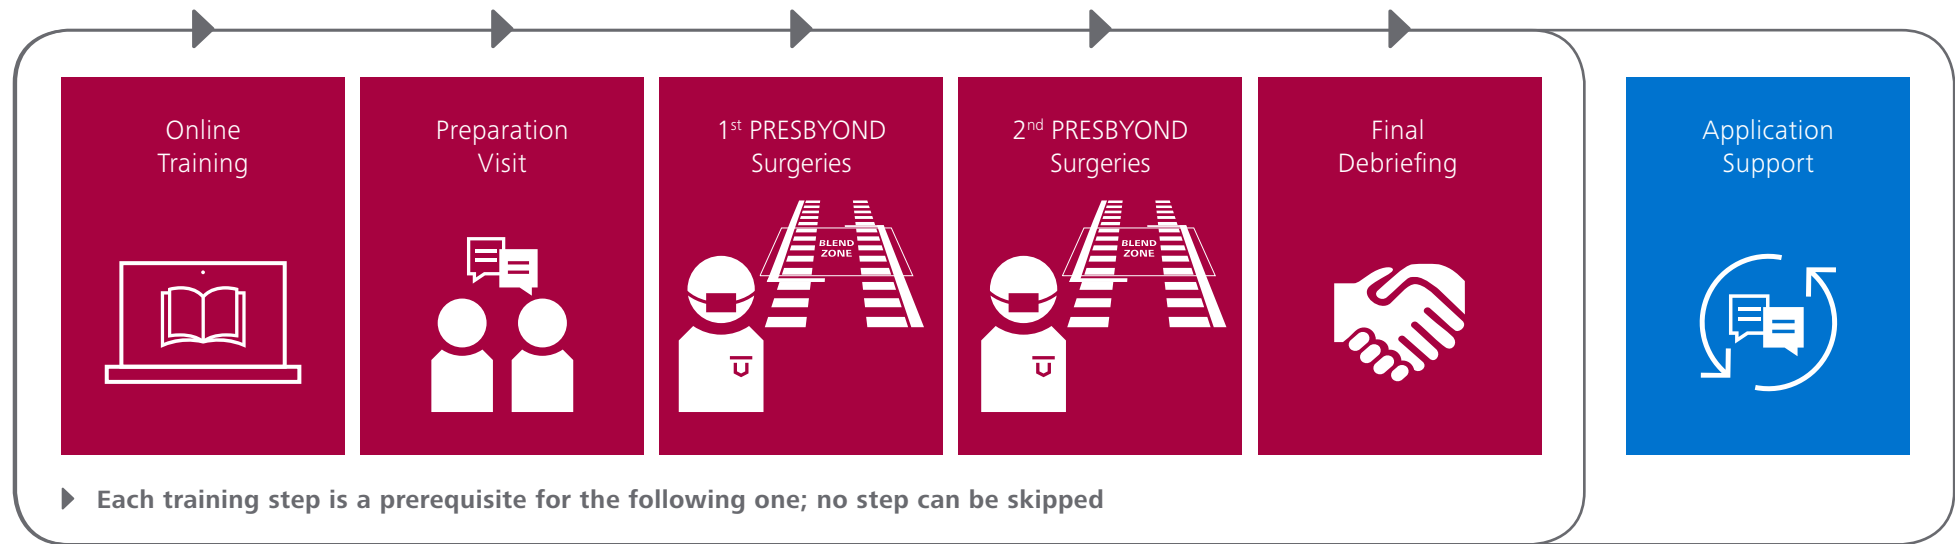 Online
Training
Preparation
Visit
1st PRESBYOND
Surgeries
BLEND
ZONE
2nd PRESBYOND
Surgeries
BLEND
ZONE
Final
Debriefing
Application
Support
Each training step is a prerequisite for the following one; no step can be skipped